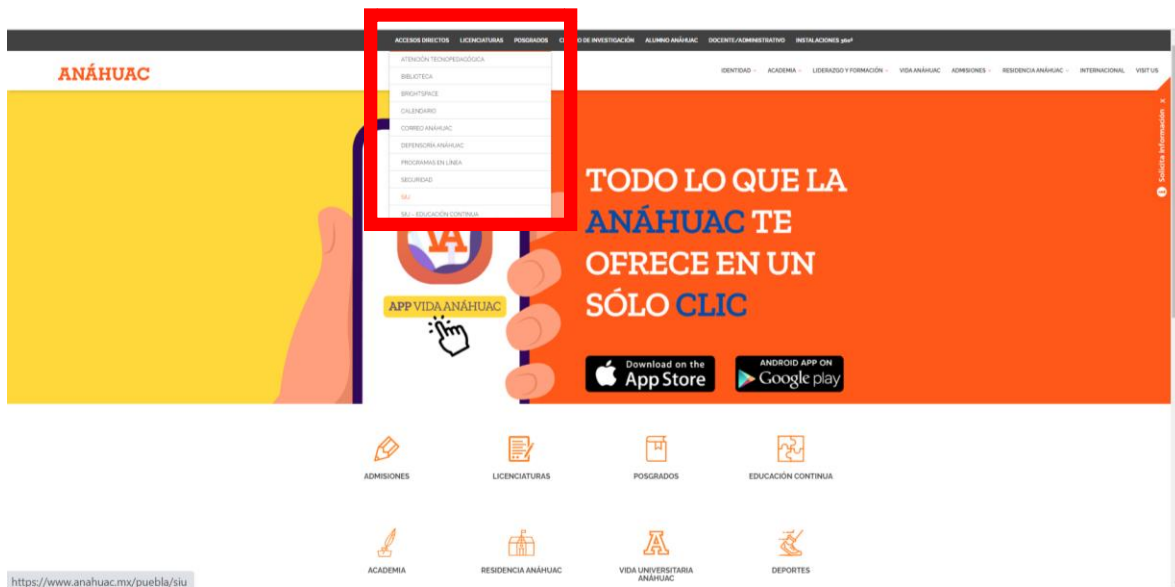 ACCESOS DIRECTOS LICENCIATURAS POSGRADOS DE INVESTIGACIÓN ALUMNO ANÁHUAC DOCENTE/ADMINISTRATIVO INSTALACIONES 360°
ANÁHUAC
IDENTIDAD ACADEMIA LIDERAZGO Y FORMACIÓN VIDA ANÁHUAC ADMISIONES RESIDENCIA ANÁHUAC INTERNACIONAL VISIT US
ATENCIÓN TECNOPEDAGÓGICA
BIBLIOTECA
BRIGHTSPACE
CALENDARIO
CORREO ANÁHUAC
DEFENSORÍA ANÁHUAC
PROGRAMAS EN LÍNEA
SEGURIDAD
SIU
SIU – EDUCACIÓN CONTINUA
Solicita Información x
VA
APP VIDA ANÁHUAC
TODO LO QUE LA
ANÁHUAC TE
OFRECE EN UN
SÓLO CLIC
Download on the
App Store
ANDROID APP ON
Google play
ADMISIONES LICENCIATURAS POSGRADOS EDUCACIÓN CONTINUA
ACADEMIA RESIDENCIA ANÁHUAC VIDA UNIVERSITARIA
ANÁHUAC DEPORTES
https://www.anahuac.mx/puebla/siu